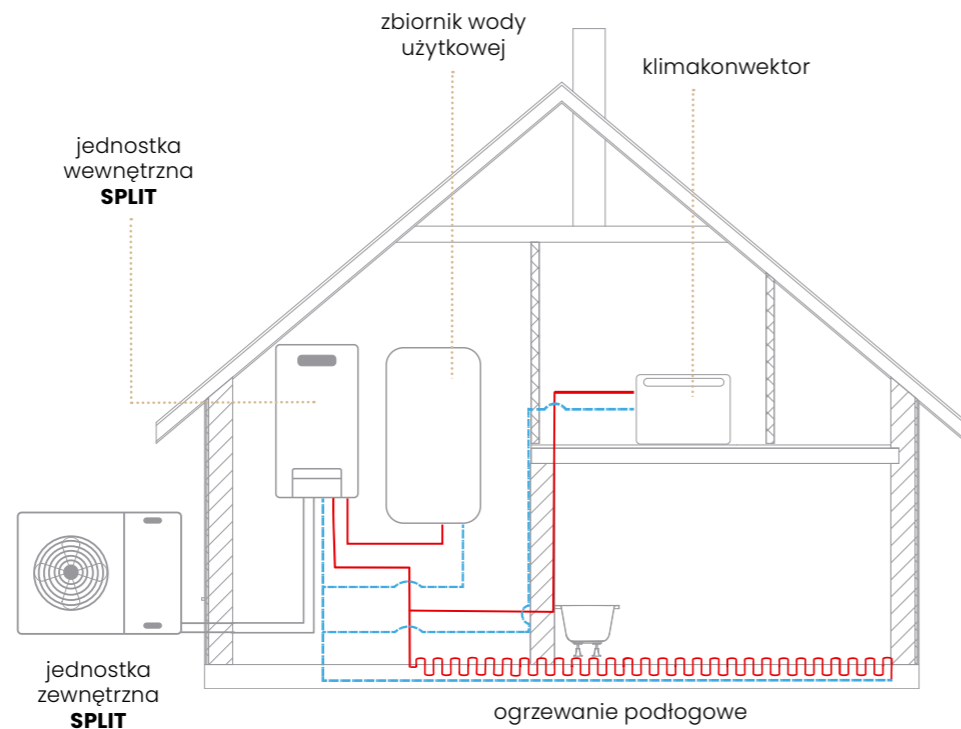 zbiornik wody
użytkowej
klimakonwektor
jednostka
wewnętrzna
SPLIT
jednostka
zewnętrzna
SPLIT
ogrzewanie podłogowe